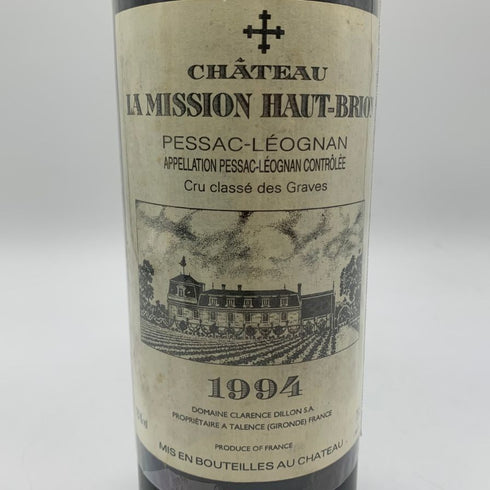 CHÂTEAU
LA MISSION HAUT-BRION
PESSAC-LÉOGNAN
APPELLATION PESSAC-LÉOGNAN CONTRÔLÉE
Cru classé des Graves
1994
DOMAINE CLARENCE DILLON S.A.
PROPRIÉTAIRE A TALENCE (GIRONDE) FRANCE
PRODUCE OF FRANCE
MIS EN BOUTEILLES AU CHATEAU